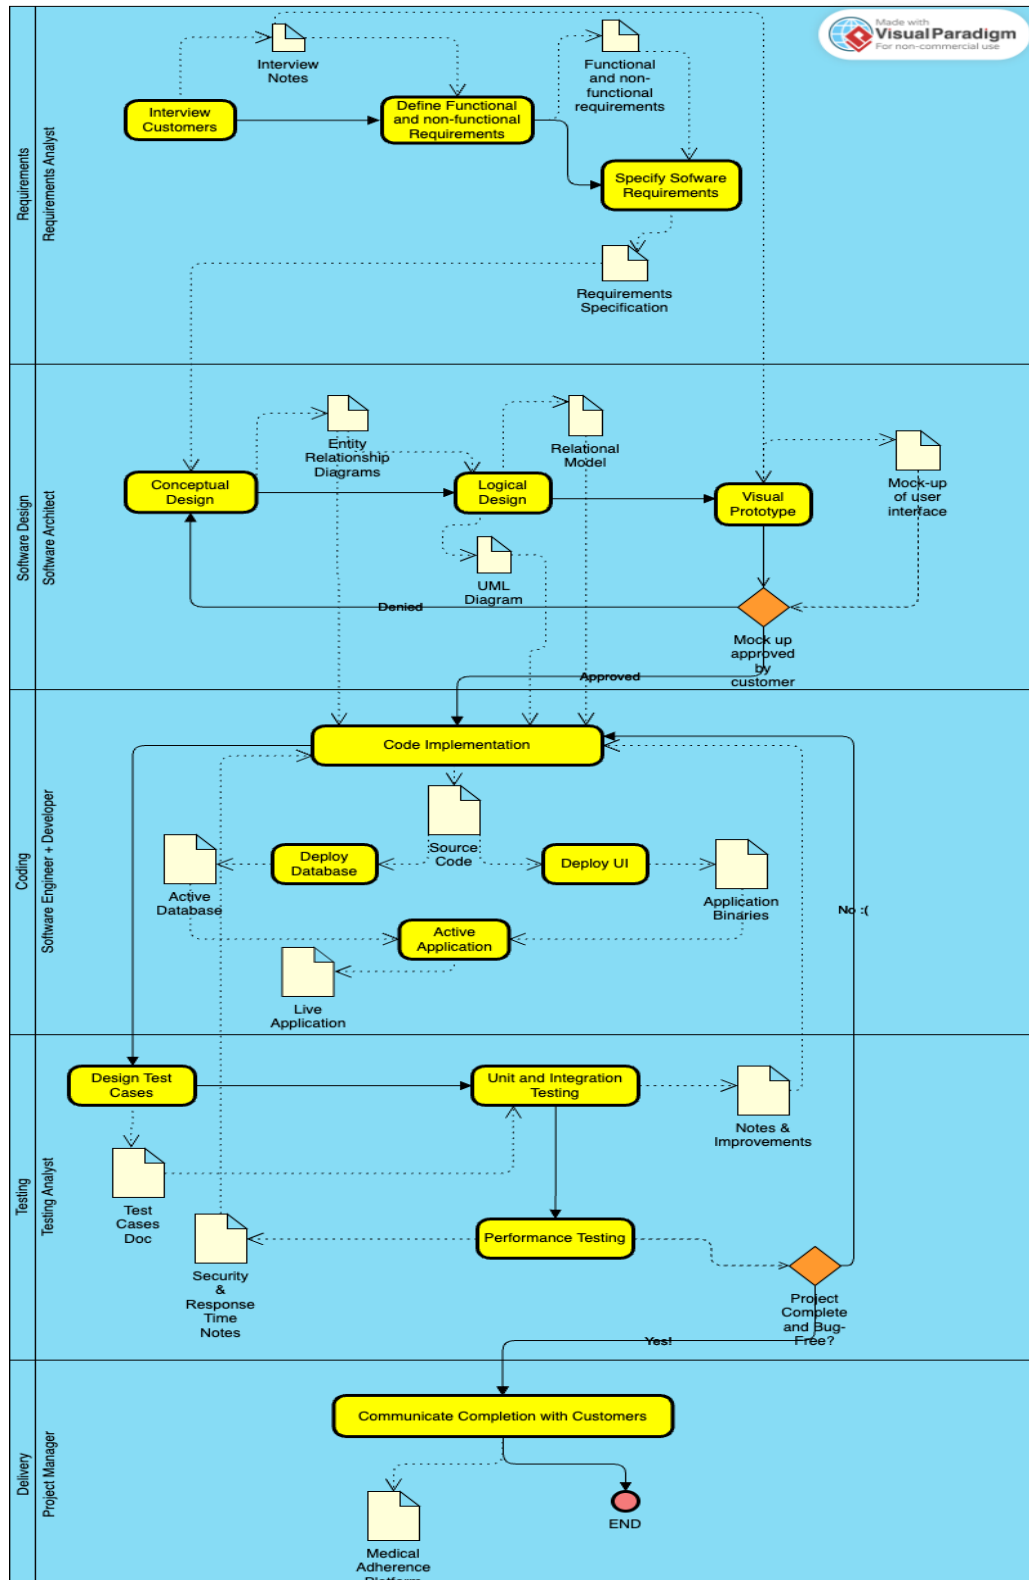 Made with
Visual Paradigm
For non-commercial use
Requirements
Requirements Analyst
Interview
Notes
Functional
and non-
functional
requirements
Interview
Customers
Define Functional
and non-functional
Requirements
Specify Sofware
Requirements
Requirements
Specification
Software Design
Software Architect
Entity
Relationship
Diagrams
Relational
Model
Mock-up
of user
interface
Conceptual
Design
Logical
Design
Visual
Prototype
UML
Diagram
Denied
Mock up
approved
by
customer
Approved
Coding
Software Engineer + Developer
Code Implementation
Source
Code
Deploy
Database
Deploy UI
Active
Database
Application
Binaries
No :(
Active
Application
Live
Application
Testing
Testing Analyst
Design Test
Cases
Unit and Integration
Testing
Notes &
Improvements
Test
Cases
Doc
Performance Testing
Security
&
Response
Time
Notes
Project
Complete
and Bug-
Free?
Yes!
Delivery
Project Manager
Communicate Completion with Customers
END
Medical
Adherence
Platform